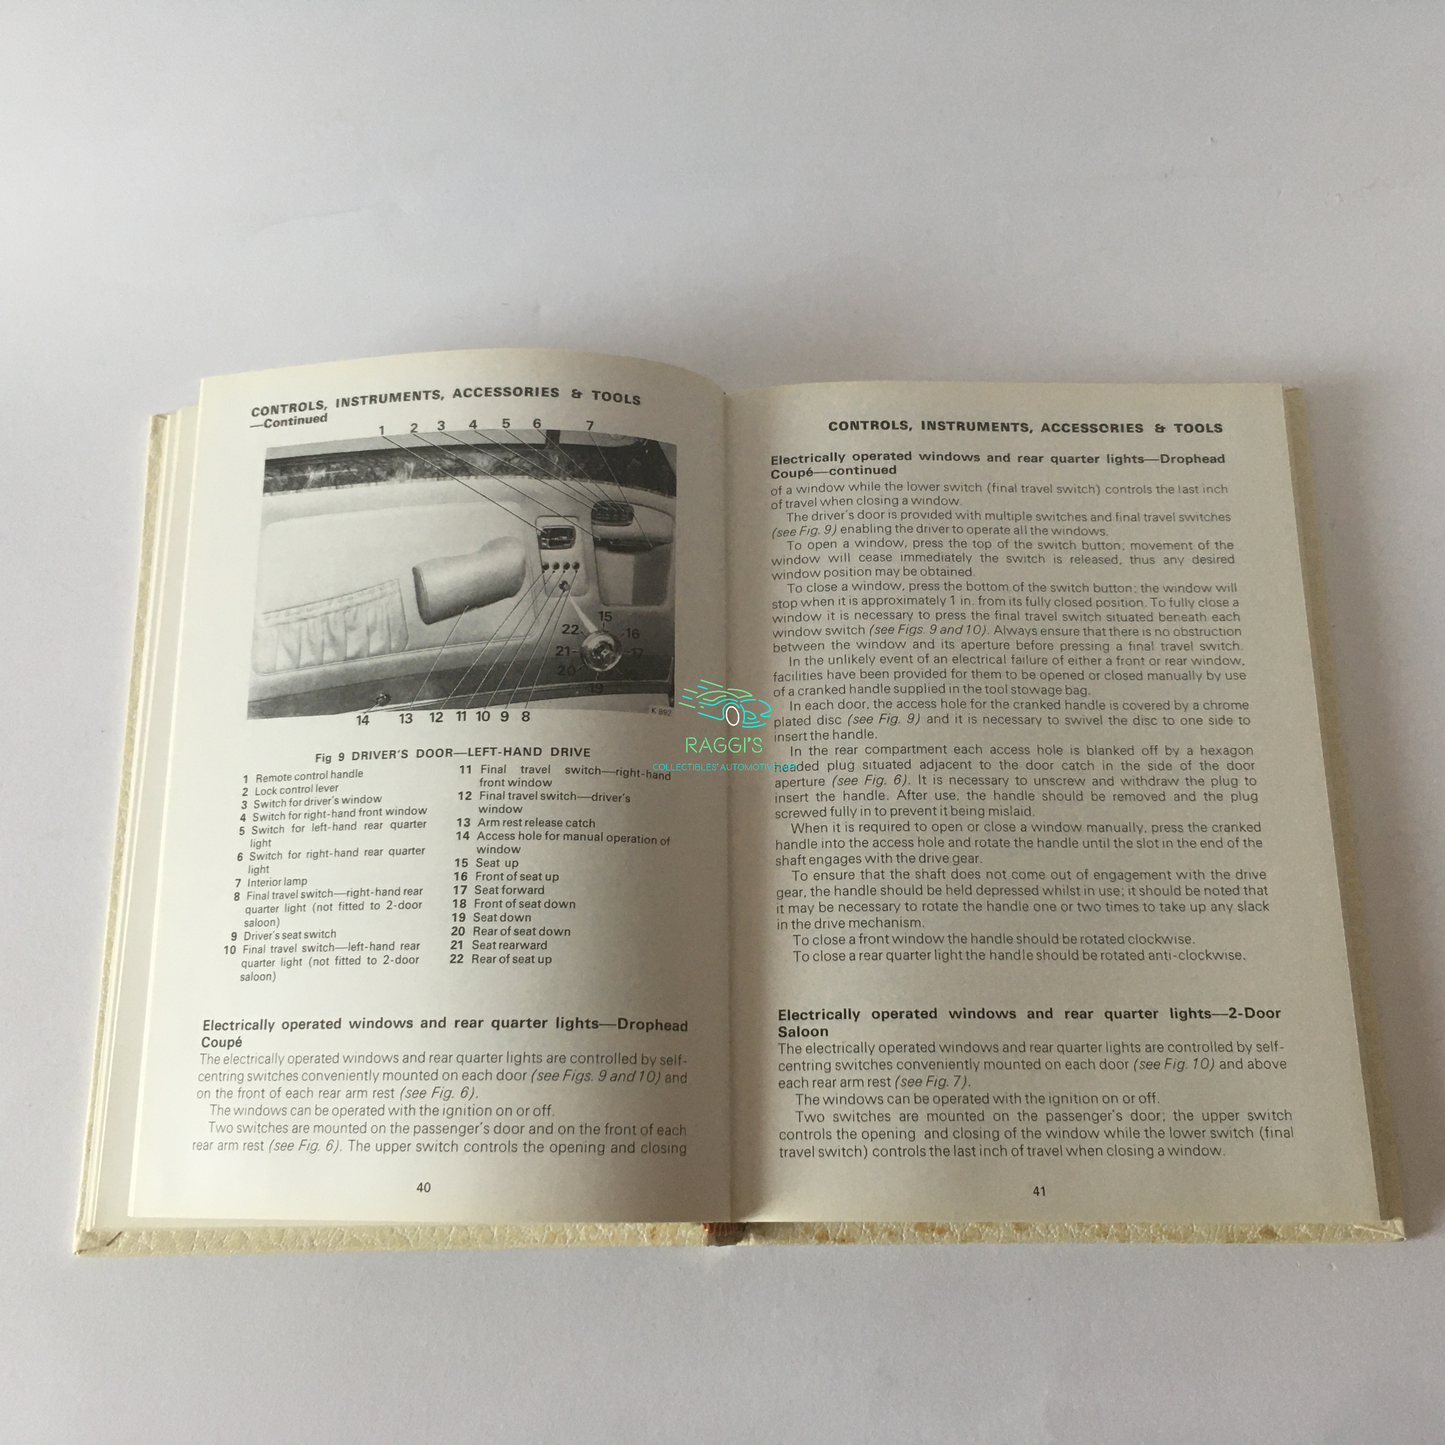 CONTROLS, INSTRUMENTS, ACCESSORIES & TOOLS
—Continued
1 2 3 4 5 6 7
15
22 16
21 17
20
19
14 13 12 11 10 9 8
K 892
Fig 9 DRIVER'S DOOR—LEFT-HAND DRIVE
1 Remote control handle
2 Lock control lever
3 Switch for driver's window
4 Switch for right-hand front window
5 Switch for left-hand rear quarter
light
6 Switch for right-hand rear quarter
light
7 Interior lamp
8 Final travel switch—right-hand rear
quarter light (not fitted to 2-door
saloon)
9 Driver's seat switch
10 Final travel switch—left-hand rear
quarter light (not fitted to 2-door
saloon)
11 Final travel switch—right-hand
front window
12 Final travel switch—driver's
window
13 Arm rest release catch
14 Access hole for manual operation of
window
15 Seat up
16 Front of seat up
17 Seat forward
18 Front of seat down
19 Seat down
20 Rear of seat down
21 Seat rearward
22 Rear of seat up
Electrically operated windows and rear quarter lights—Drophead
Coupé
The electrically operated windows and rear quarter lights are controlled by self-
centring switches conveniently mounted on each door (see Figs. 9 and 10) and
on the front of each rear arm rest (see Fig. 6).
The windows can be operated with the ignition on or off.
Two switches are mounted on the passenger's door and on the front of each
rear arm rest (see Fig. 6). The upper switch controls the opening and closing
40
RAGGI'S
COLLECTIBLES AUTOMOTIVE
CONTROLS, INSTRUMENTS, ACCESSORIES & TOOLS
Electrically operated windows and rear quarter lights—Drophead
Coupé—continued
of a window while the lower switch (final travel switch) controls the last inch
of travel when closing a window.
The driver's door is provided with multiple switches and final travel switches
(see Fig. 9) enabling the driver to operate all the windows.
To open a window, press the top of the switch button; movement of the
window will cease immediately the switch is released, thus any desired
window position may be obtained.
To close a window, press the bottom of the switch button; the window will
stop when it is approximately 1 in. from its fully closed position. To fully close a
window it is necessary to press the final travel switch situated beneath each
window switch (see Figs. 9 and 10). Always ensure that there is no obstruction
between the window and its aperture before pressing a final travel switch.
In the unlikely event of an electrical failure of either a front or rear window,
facilities have been provided for them to be opened or closed manually by use
of a cranked handle supplied in the tool stowage bag.
In each door, the access hole for the cranked handle is covered by a chrome
plated disc (see Fig. 9) and it is necessary to swivel the disc to one side to
insert the handle.
In the rear compartment each access hole is blanked off by a hexagon
headed plug situated adjacent to the door catch in the side of the door
aperture (see Fig. 6). It is necessary to unscrew and withdraw the plug to
insert the handle. After use, the handle should be removed and the plug
screwed fully in to prevent it being mislaid.
When it is required to open or close a window manually, press the cranked
handle into the access hole and rotate the handle until the slot in the end of the
shaft engages with the drive gear.
To ensure that the shaft does not come out of engagement with the drive
gear, the handle should be held depressed whilst in use; it should be noted that
it may be necessary to rotate the handle one or two times to take up any slack
in the drive mechanism.
To close a front window the handle should be rotated clockwise.
To close a rear quarter light the handle should be rotated anti-clockwise.
Electrically operated windows and rear quarter lights—2-Door
Saloon
The electrically operated windows and rear quarter lights are controlled by self-
centring switches conveniently mounted on each door (see Fig. 10) and above
each rear arm rest (see Fig. 7).
The windows can be operated with the ignition on or off.
Two switches are mounted on the passenger's door; the upper switch
controls the opening and closing of the window while the lower switch (final
travel switch) controls the last inch of travel when closing a window.
41